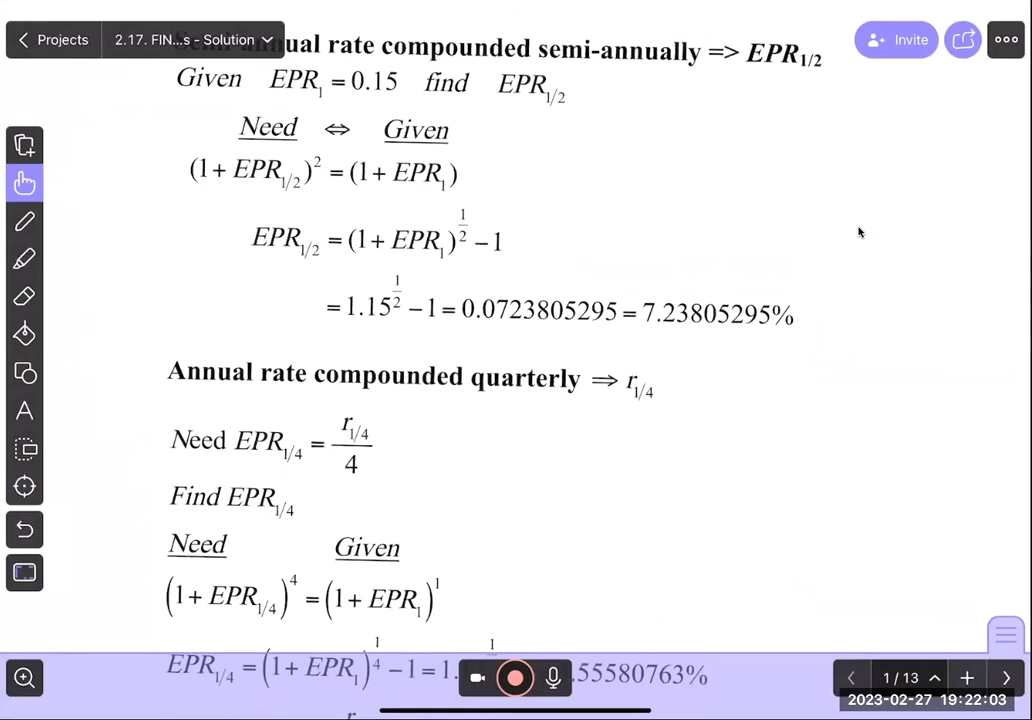 Projects 2.17. FIN...s - Solution
ual rate compounded semi-annually => EPR1/2
Invite
Given EPR1 = 0.15 find EPR1/2
Need ⇔ Given
(1 + EPR1/2)^2 = (1 + EPR1)
EPR1/2 = (1 + EPR1)^1/2 − 1
= 1.15^1/2 − 1 = 0.0723805295 = 7.23805295%
Annual rate compounded quarterly ⇒ r1/4
Need EPR1/4 = r1/4 / 4
Find EPR1/4
Need Given
(1 + EPR1/4)^4 = (1 + EPR1)^1
EPR1/4 = (1 + EPR1)^1/4 − 1 = 1. .55580763%
1 / 13
2023-02-27 19:22:03